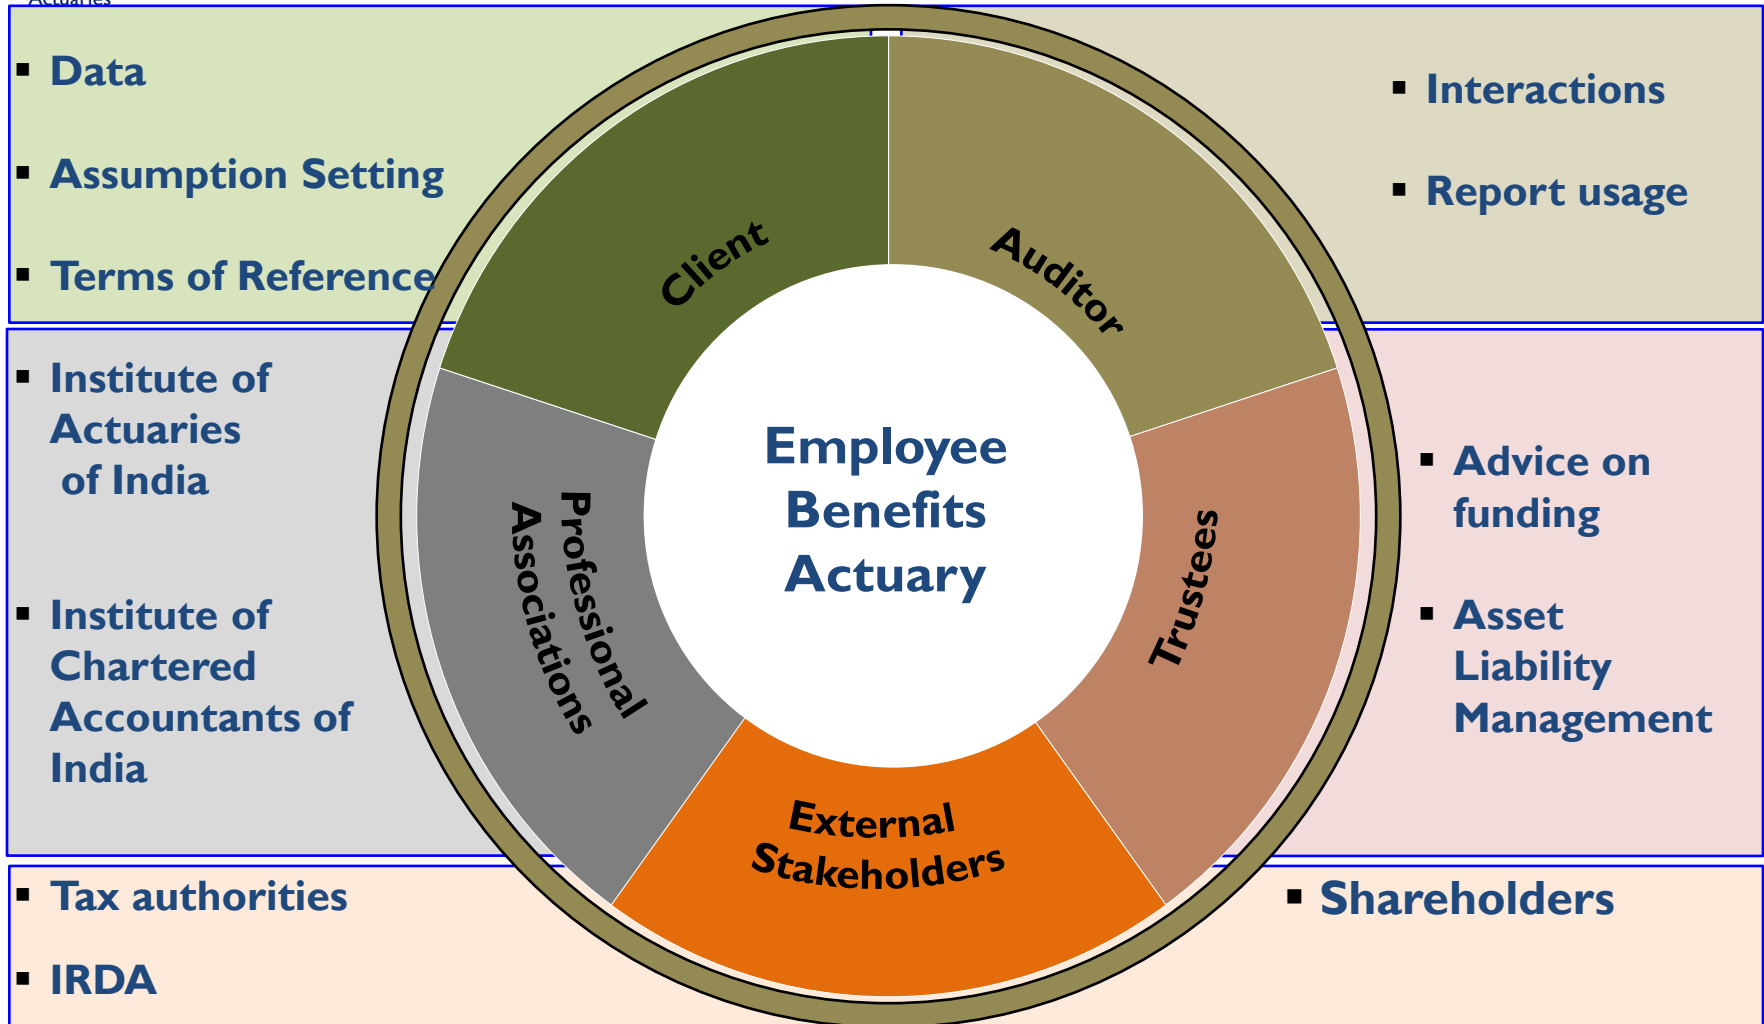 Actuaries
▪ Data
▪ Assumption Setting
▪ Terms of Reference
▪ Interactions
▪ Report usage
Client
Auditor
▪ Institute of
Actuaries
of India
▪ Institute of
Chartered
Accountants of
India
Professional
Associations
Employee
Benefits
Actuary
Trustees
▪ Advice on
funding
▪ Asset
Liability
Management
External
Stakeholders
▪ Tax authorities
▪ IRDA
▪ Shareholders